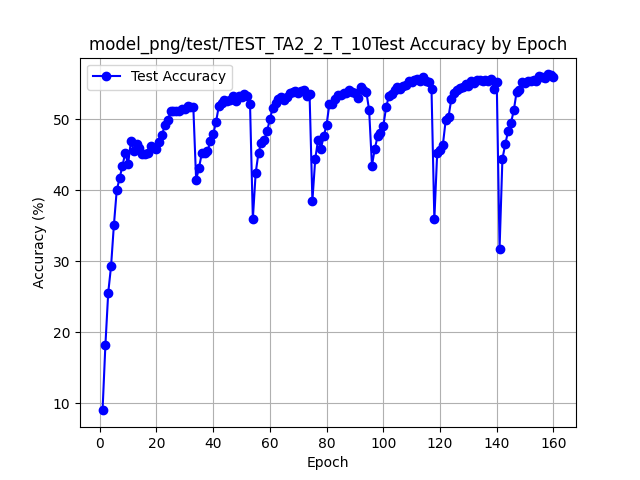 model_png/test/TEST_TA2_2_T_10Test Accuracy by Epoch
Test Accuracy
Accuracy (%)
50
40
30
20
10
0 20 40 60 80 100 120 140 160
Epoch